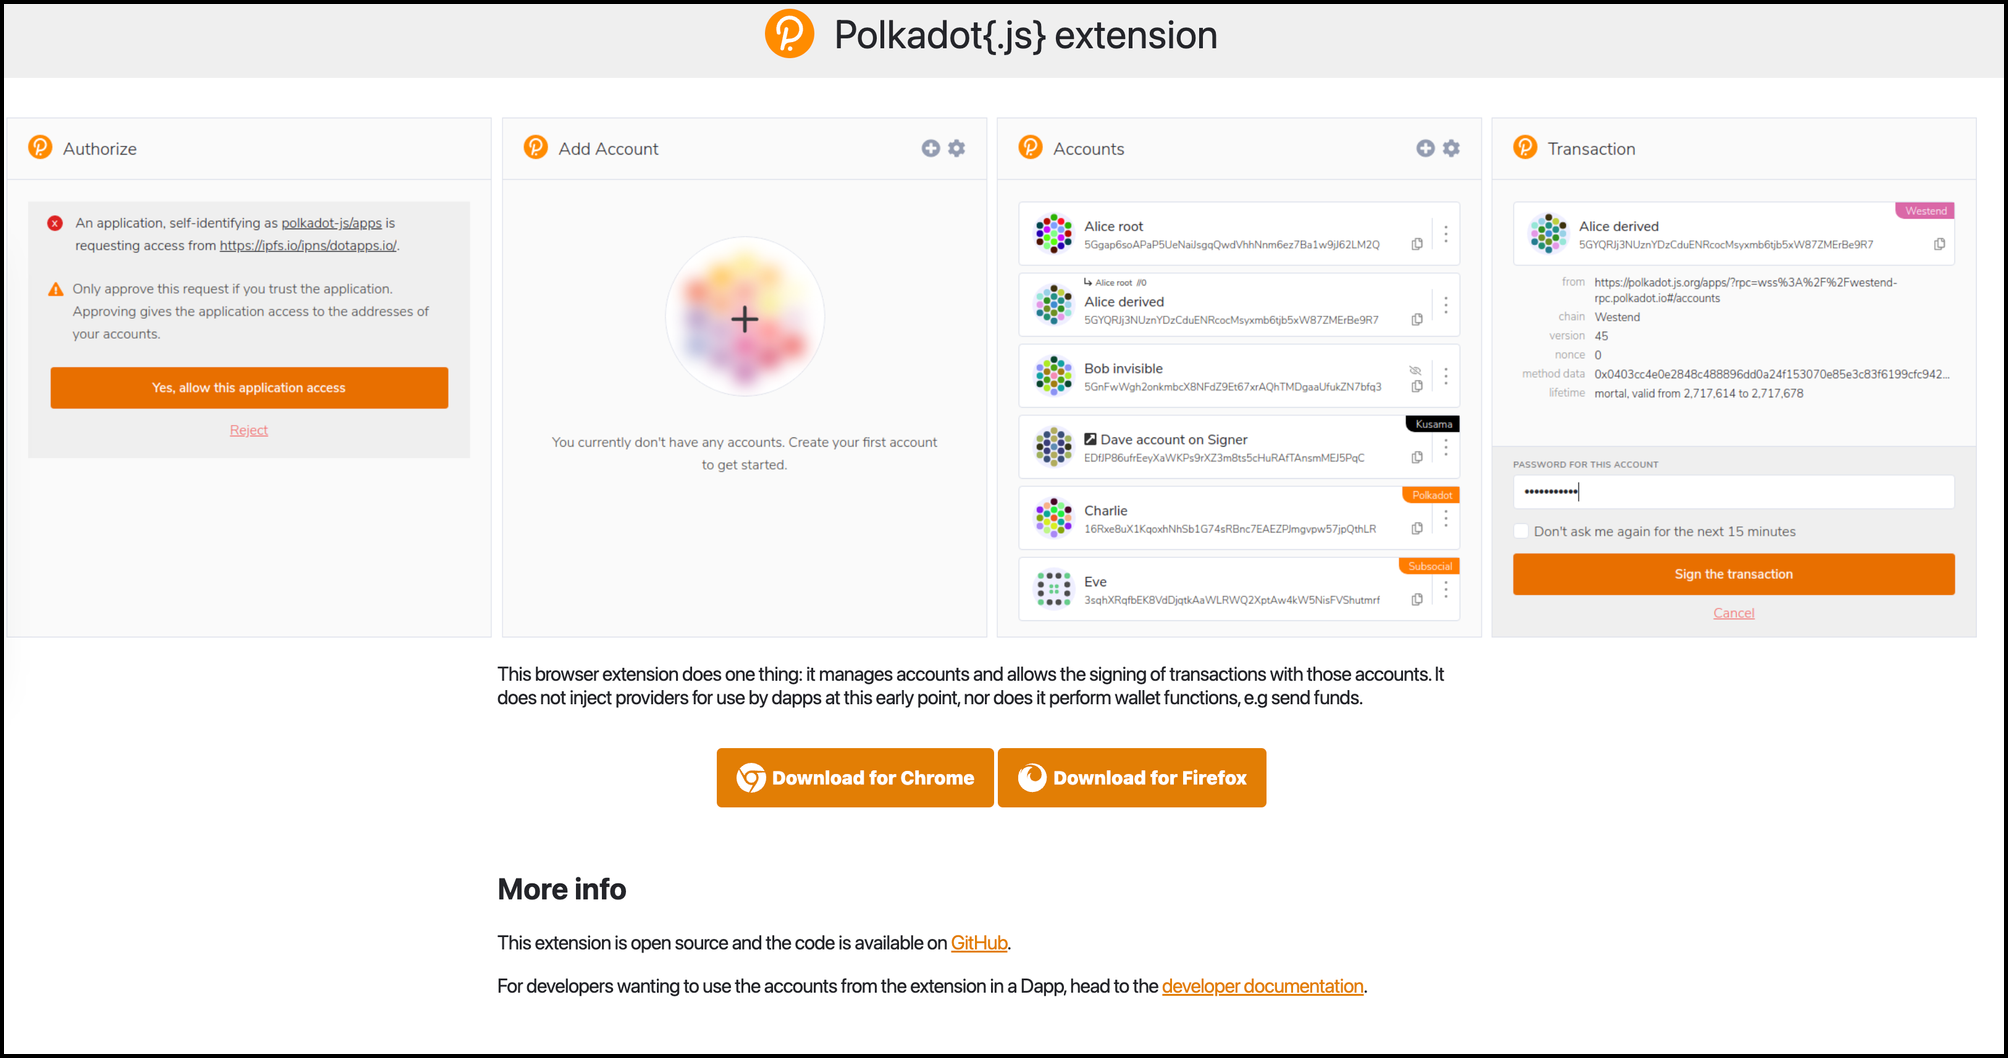 Polkadot{.js} extension
Authorize
An application, self-identifying as polkadot-js/apps is
requesting access from https://ipfs.io/ipns/dotapps.io/.
Only approve this request if you trust the application.
Approving gives the application access to the addresses of
your accounts.
Yes, allow this application access
Reject
Add Account
You currently don't have any accounts. Create your first account
to get started.
Accounts
Alice root
5Ggap6soAPaP5UeNaiJsgqQwdVhhNnm6ez7Ba1w9jJ62LM2Q
Alice root //0
Alice derived
5GYQRJj3NUznYDzCduENRcocMsyxmb6tjb5xW87ZMErBe9R7
Bob invisible
5GnFwWgh2onkmbcX8NFdZ9Et67xrAQhTMDgaaUfukZN7bfq3
Kusama
Dave account on Signer
EDfJP86ufrEeyXaWKPs9rXZ3m8ts5cHuRAfTAnsmMEJ5PqC
Polkadot
Charlie
16Rxe8uX1KqoxhNhSb1G74sRBnc7EAEZPJmgvpw57jpQthLR
Subsocial
Eve
3sqhXRqfbEK8VdDjqtkAaWLRWQ2XptAw4kW5NisFVShutmrf
Transaction
Westend
Alice derived
5GYQRJj3NUznYDzCduENRcocMsyxmb6tjb5xW87ZMErBe9R7
from https://polkadot.js.org/apps/?rpc=wss%3A%2F%2Fwestend-
rpc.polkadot.io#/accounts
chain Westend
version 45
nonce 0
method data 0x0403cc4e0e2848c488896dd0a24f153070e85e3c83f6199cfc942...
lifetime mortal, valid from 2,717,614 to 2,717,678
PASSWORD FOR THIS ACCOUNT
•••••••••••
Don't ask me again for the next 15 minutes
Sign the transaction
Cancel
This browser extension does one thing: it manages accounts and allows the signing of transactions with those accounts. It
does not inject providers for use by dapps at this early point, nor does it perform wallet functions, e.g send funds.
Download for Chrome
Download for Firefox
More info
This extension is open source and the code is available on GitHub.
For developers wanting to use the accounts from the extension in a Dapp, head to the developer documentation.